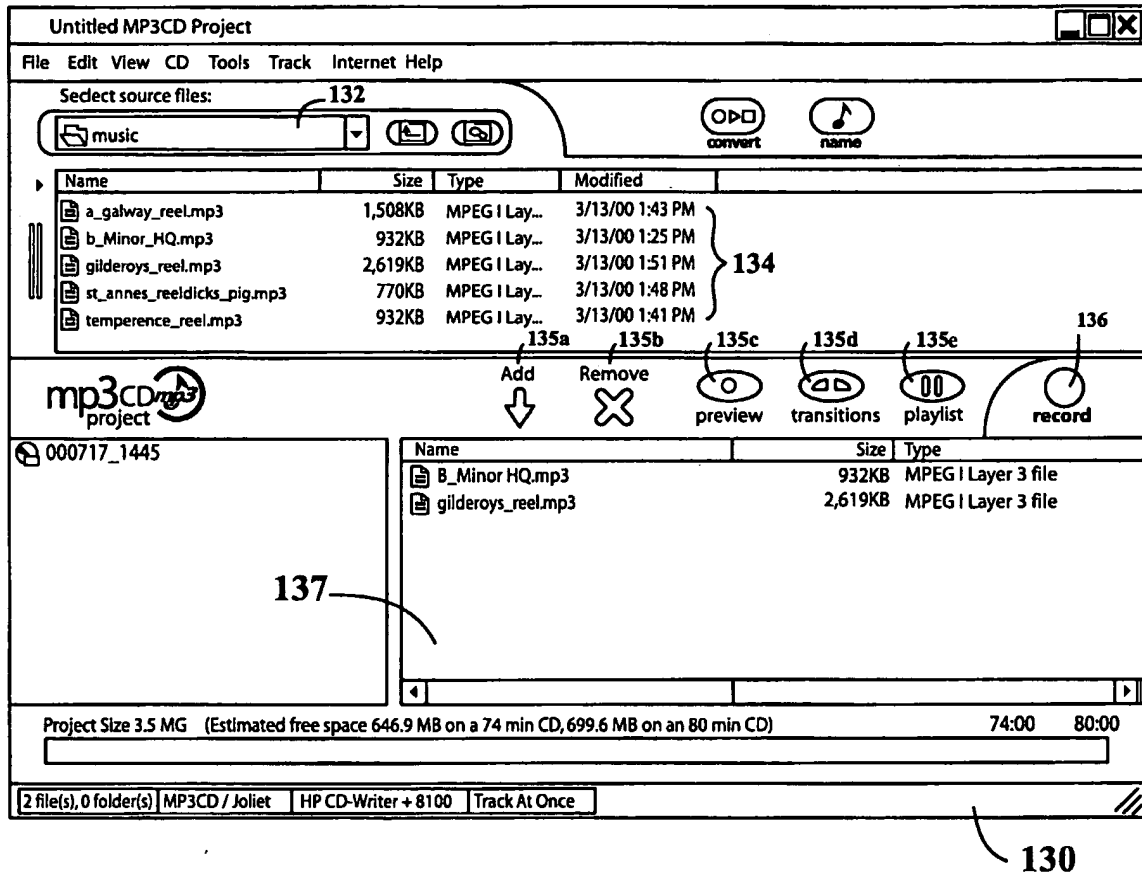 Untitled MP3CD Project
File Edit View CD Tools Track Internet Help
Seclect source files: 132
music convert name
Name Size Type Modified
a_galway_reel.mp3 1,508KB MPEG I Lay... 3/13/00 1:43 PM
b_Minor_HQ.mp3 932KB MPEG I Lay... 3/13/00 1:25 PM
gilderoys_reel.mp3 2,619KB MPEG I Lay... 3/13/00 1:51 PM 134
st_annes_reeldicks_pig.mp3 770KB MPEG I Lay... 3/13/00 1:48 PM
temperence_reel.mp3 932KB MPEG I Lay... 3/13/00 1:41 PM
135a 135b 135c 135d 135e 136
Add Remove
mp3CD mp3
project preview transitions playlist record
000717_1445 Name Size Type
B_Minor HQ.mp3 932KB MPEG I Layer 3 file
gilderoys_reel.mp3 2,619KB MPEG I Layer 3 file
137
Project Size 3.5 MG (Estimated free space 646.9 MB on a 74 min CD, 699.6 MB on an 80 min CD) 74:00 80:00
2 file(s), 0 folder(s) MP3CD / Joliet HP CD-Writer + 8100 Track At Once
130